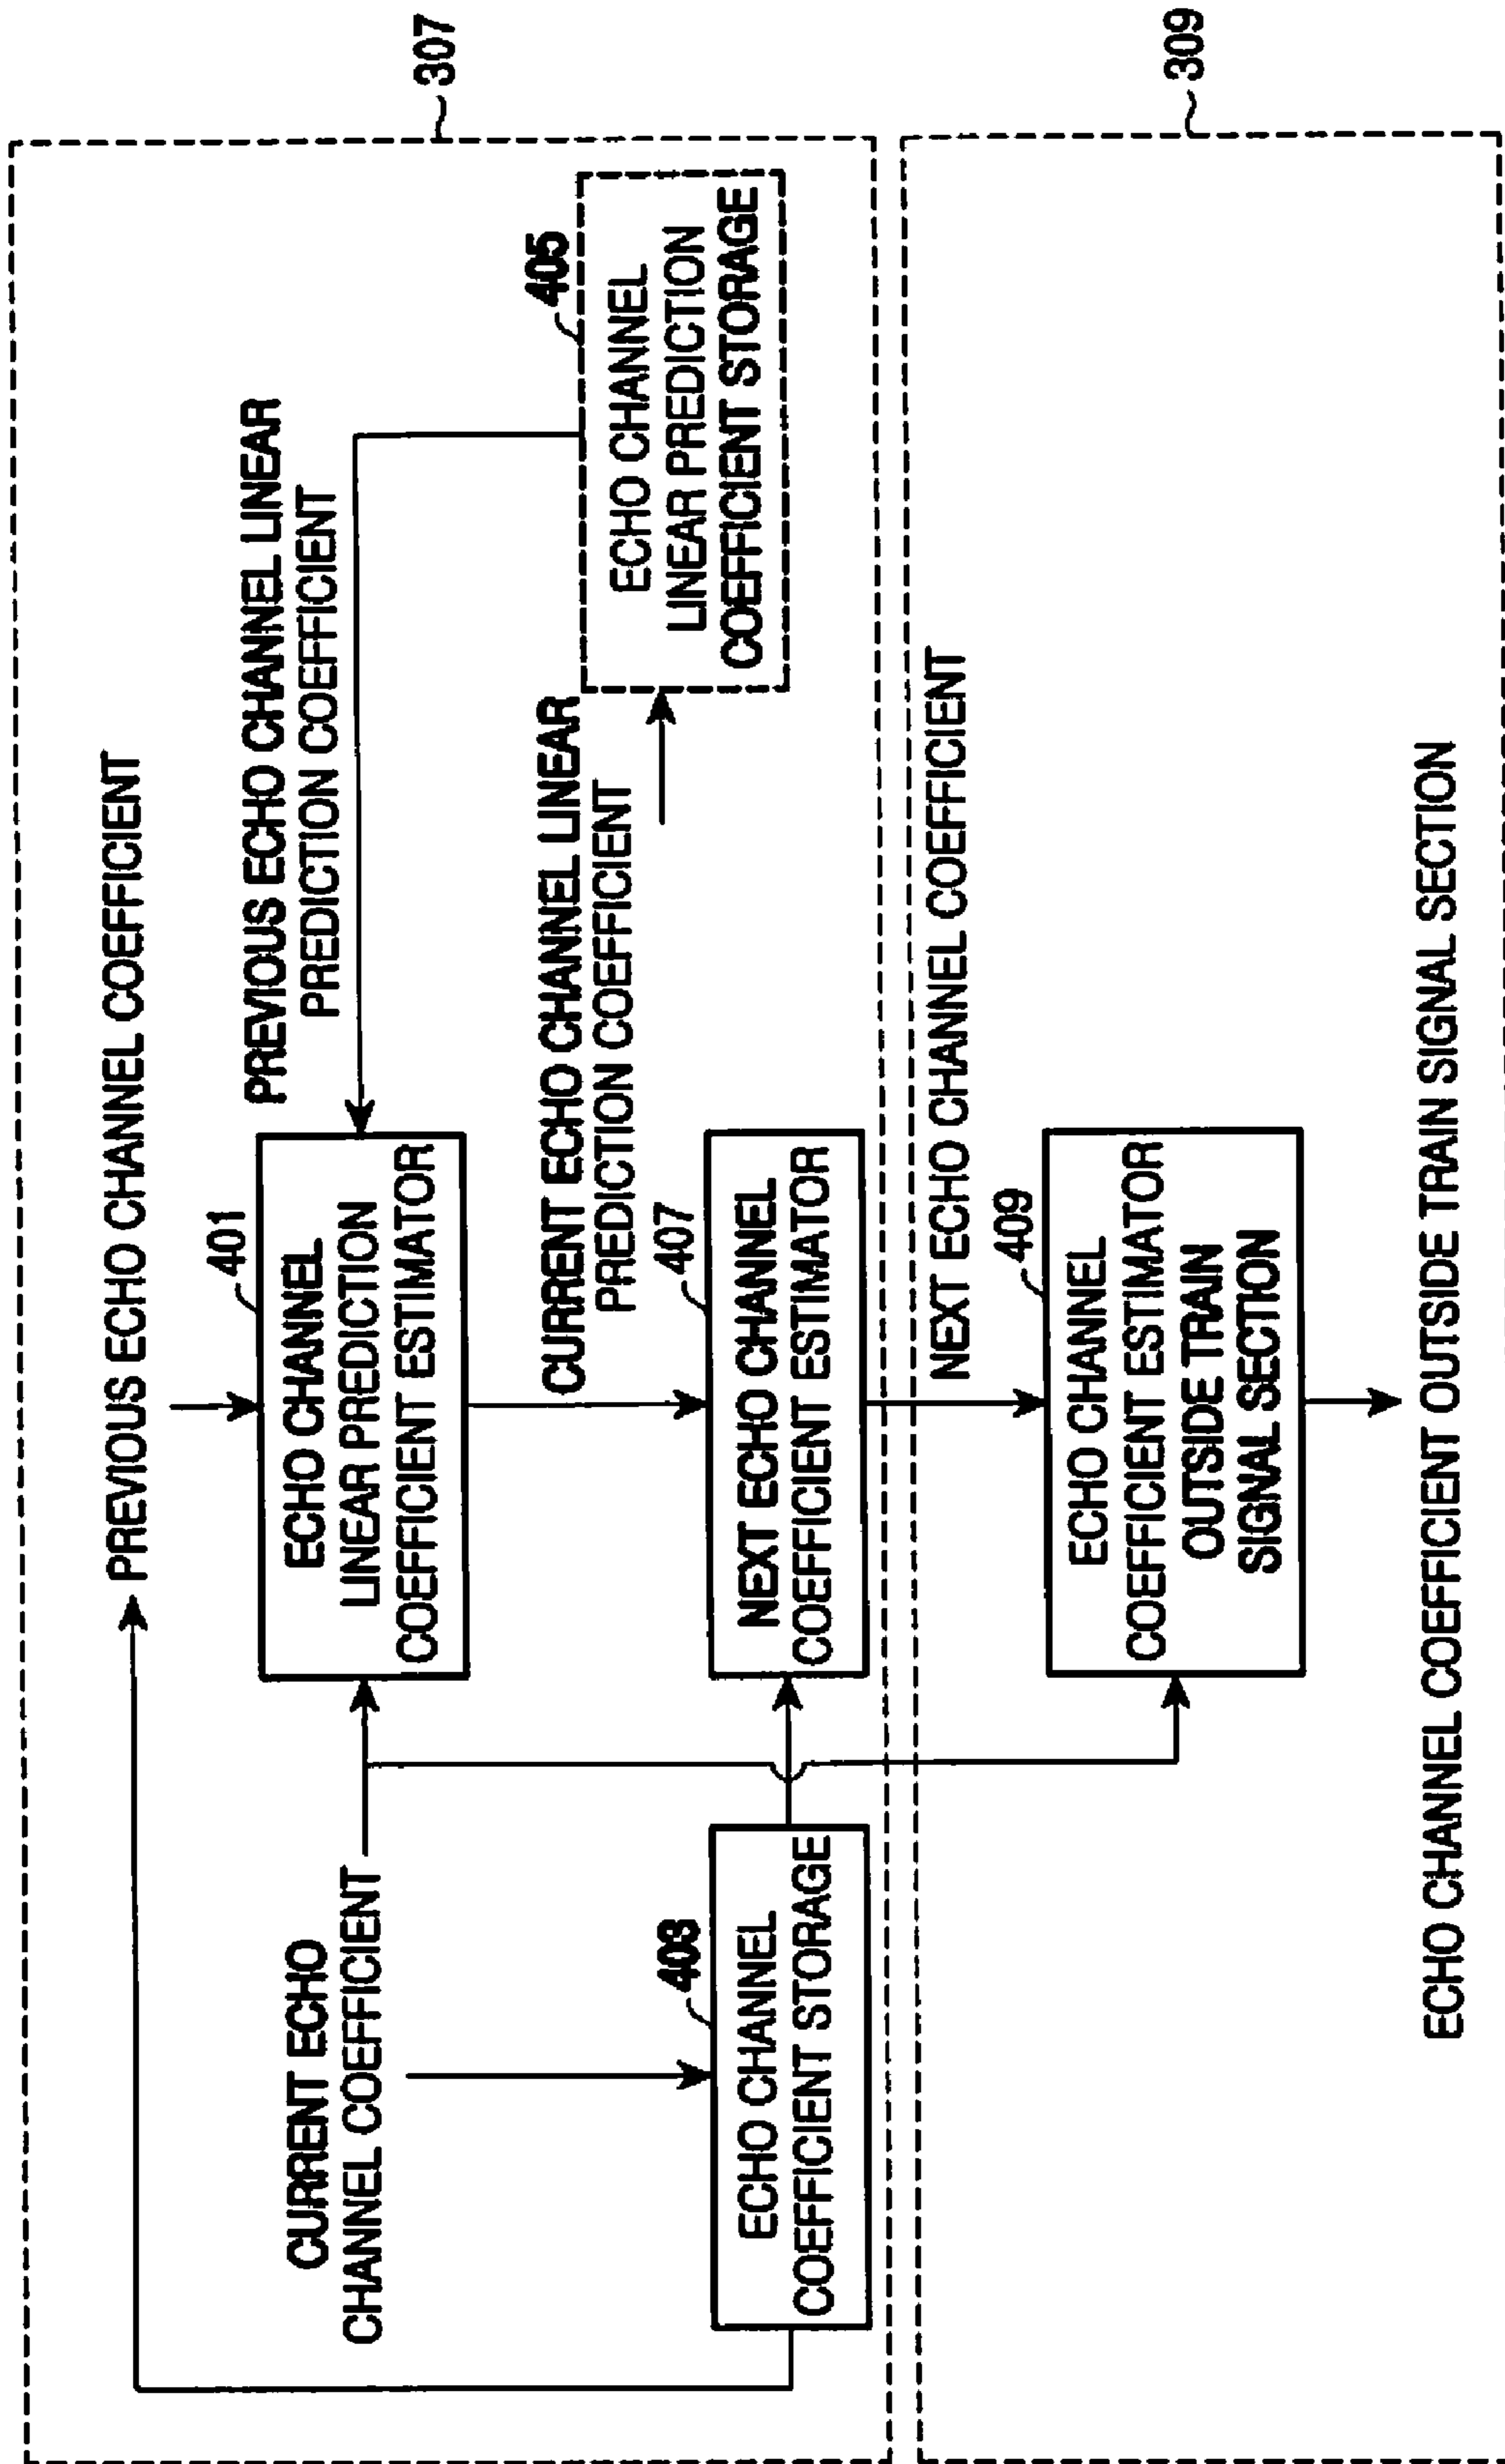 307
PREVIOUS ECHO CHANNEL COEFFICIENT
PREVIOUS ECHO CHANNEL LINEAR
PREDICTION COEFFICIENT
401
ECHO CHANNEL
LINEAR PREDICTION
COEFFICIENT ESTIMATOR
CURRENT ECHO
CHANNEL COEFFICIENT
405
ECHO CHANNEL
LINEAR PREDICTION
COEFFICIENT STORAGE
CURRENT ECHO CHANNEL LINEAR
PREDICTION COEFFICIENT
403
ECHO CHANNEL
COEFFICIENT STORAGE
407
NEXT ECHO CHANNEL
COEFFICIENT ESTIMATOR
309
NEXT ECHO CHANNEL COEFFICIENT
409
ECHO CHANNEL
COEFFICIENT ESTIMATOR
OUTSIDE TRAIN
SIGNAL SECTION
ECHO CHANNEL COEFFICIENT OUTSIDE TRAIN SIGNAL SECTION